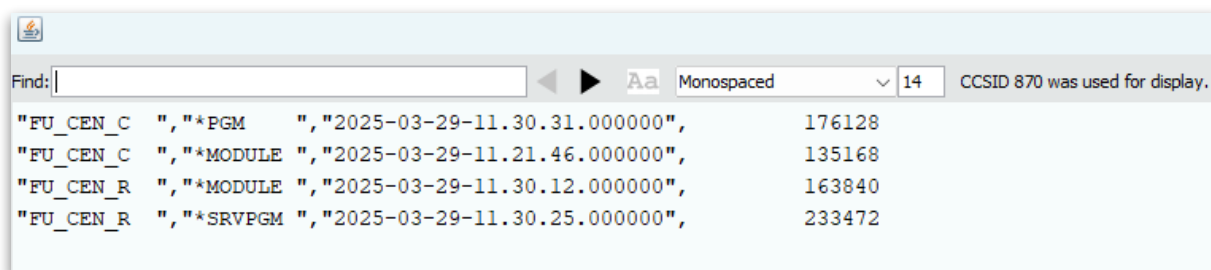 Find: Aa Monospaced 14 CCSID 870 was used for display.
"FU_CEN_C  ","*PGM    ","2025-03-29-11.30.31.000000",         176128
"FU_CEN_C  ","*MODULE ","2025-03-29-11.21.46.000000",         135168
"FU_CEN_R  ","*MODULE ","2025-03-29-11.30.12.000000",         163840
"FU_CEN_R  ","*SRVPGM ","2025-03-29-11.30.25.000000",         233472